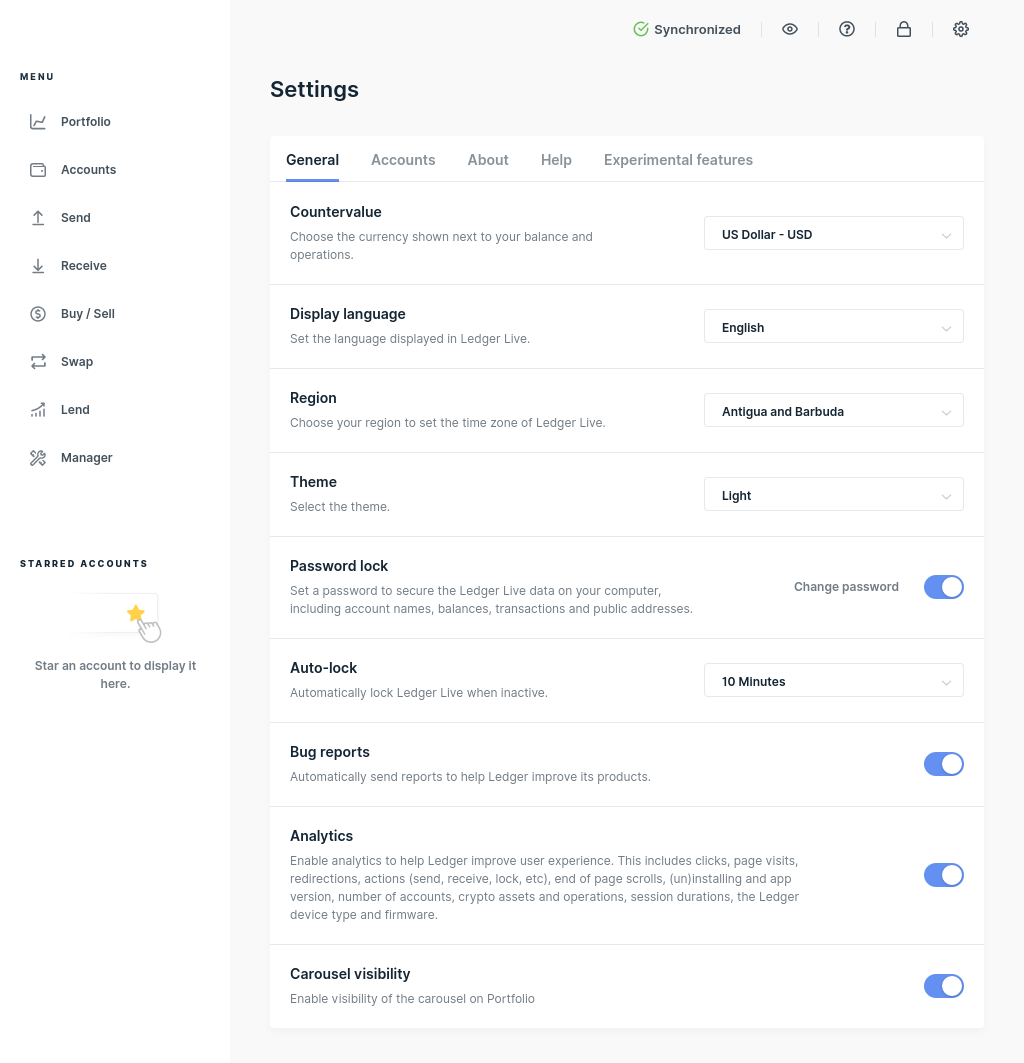 Synchronized
MENU
Portfolio
Accounts
Send
Receive
Buy / Sell
Swap
Lend
Manager
STARRED ACCOUNTS
Star an account to display it
here.
Settings
General Accounts About Help Experimental features
Countervalue
Choose the currency shown next to your balance and
operations.
US Dollar - USD
Display language
Set the language displayed in Ledger Live.
English
Region
Choose your region to set the time zone of Ledger Live.
Antigua and Barbuda
Theme
Select the theme.
Light
Password lock
Set a password to secure the Ledger Live data on your computer,
including account names, balances, transactions and public addresses.
Change password
Auto-lock
Automatically lock Ledger Live when inactive.
10 Minutes
Bug reports
Automatically send reports to help Ledger improve its products.
Analytics
Enable analytics to help Ledger improve user experience. This includes clicks, page visits,
redirections, actions (send, receive, lock, etc), end of page scrolls, (un)installing and app
version, number of accounts, crypto assets and operations, session durations, the Ledger
device type and firmware.
Carousel visibility
Enable visibility of the carousel on Portfolio